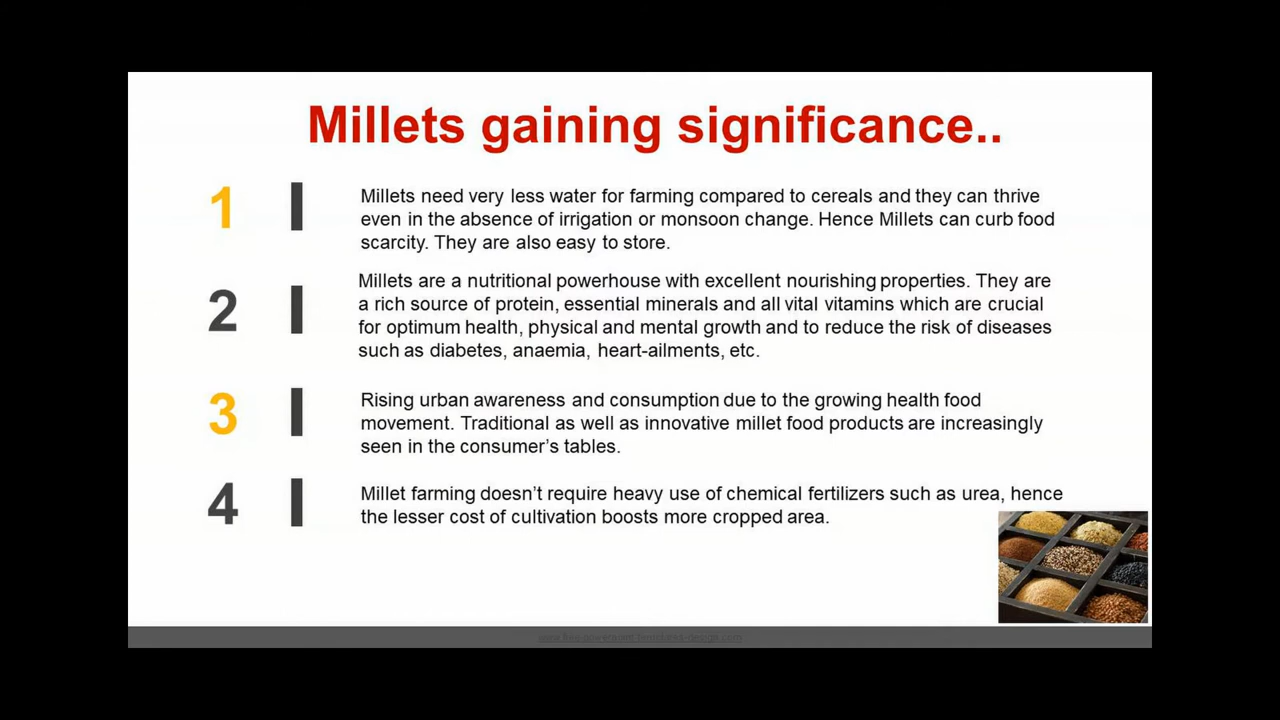 Millets gaining significance..
1
Millets need very less water for farming compared to cereals and they can thrive
even in the absence of irrigation or monsoon change. Hence Millets can curb food
scarcity. They are also easy to store.
2
Millets are a nutritional powerhouse with excellent nourishing properties. They are
a rich source of protein, essential minerals and all vital vitamins which are crucial
for optimum health, physical and mental growth and to reduce the risk of diseases
such as diabetes, anaemia, heart-ailments, etc.
3
Rising urban awareness and consumption due to the growing health food
movement. Traditional as well as innovative millet food products are increasingly
seen in the consumer’s tables.
4
Millet farming doesn’t require heavy use of chemical fertilizers such as urea, hence
the lesser cost of cultivation boosts more cropped area.